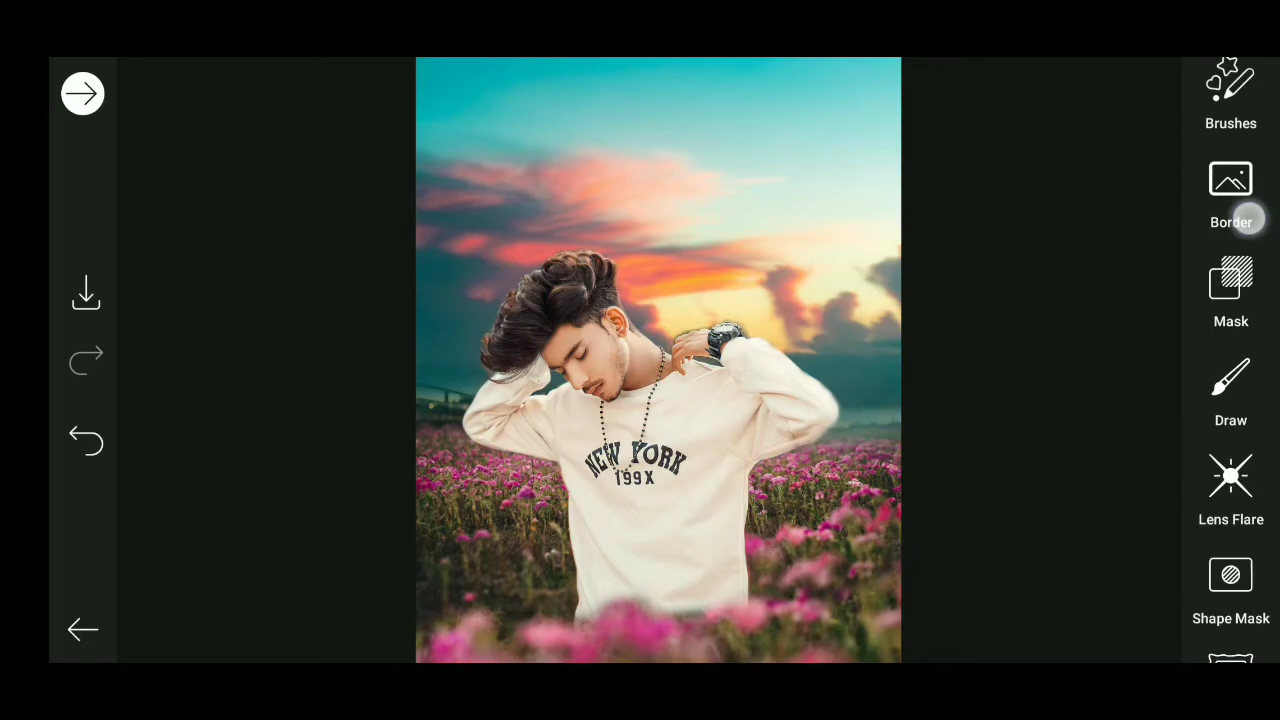 Brushes
Border
Mask
Draw
Lens Flare
Shape Mask
NEW YORK
199X